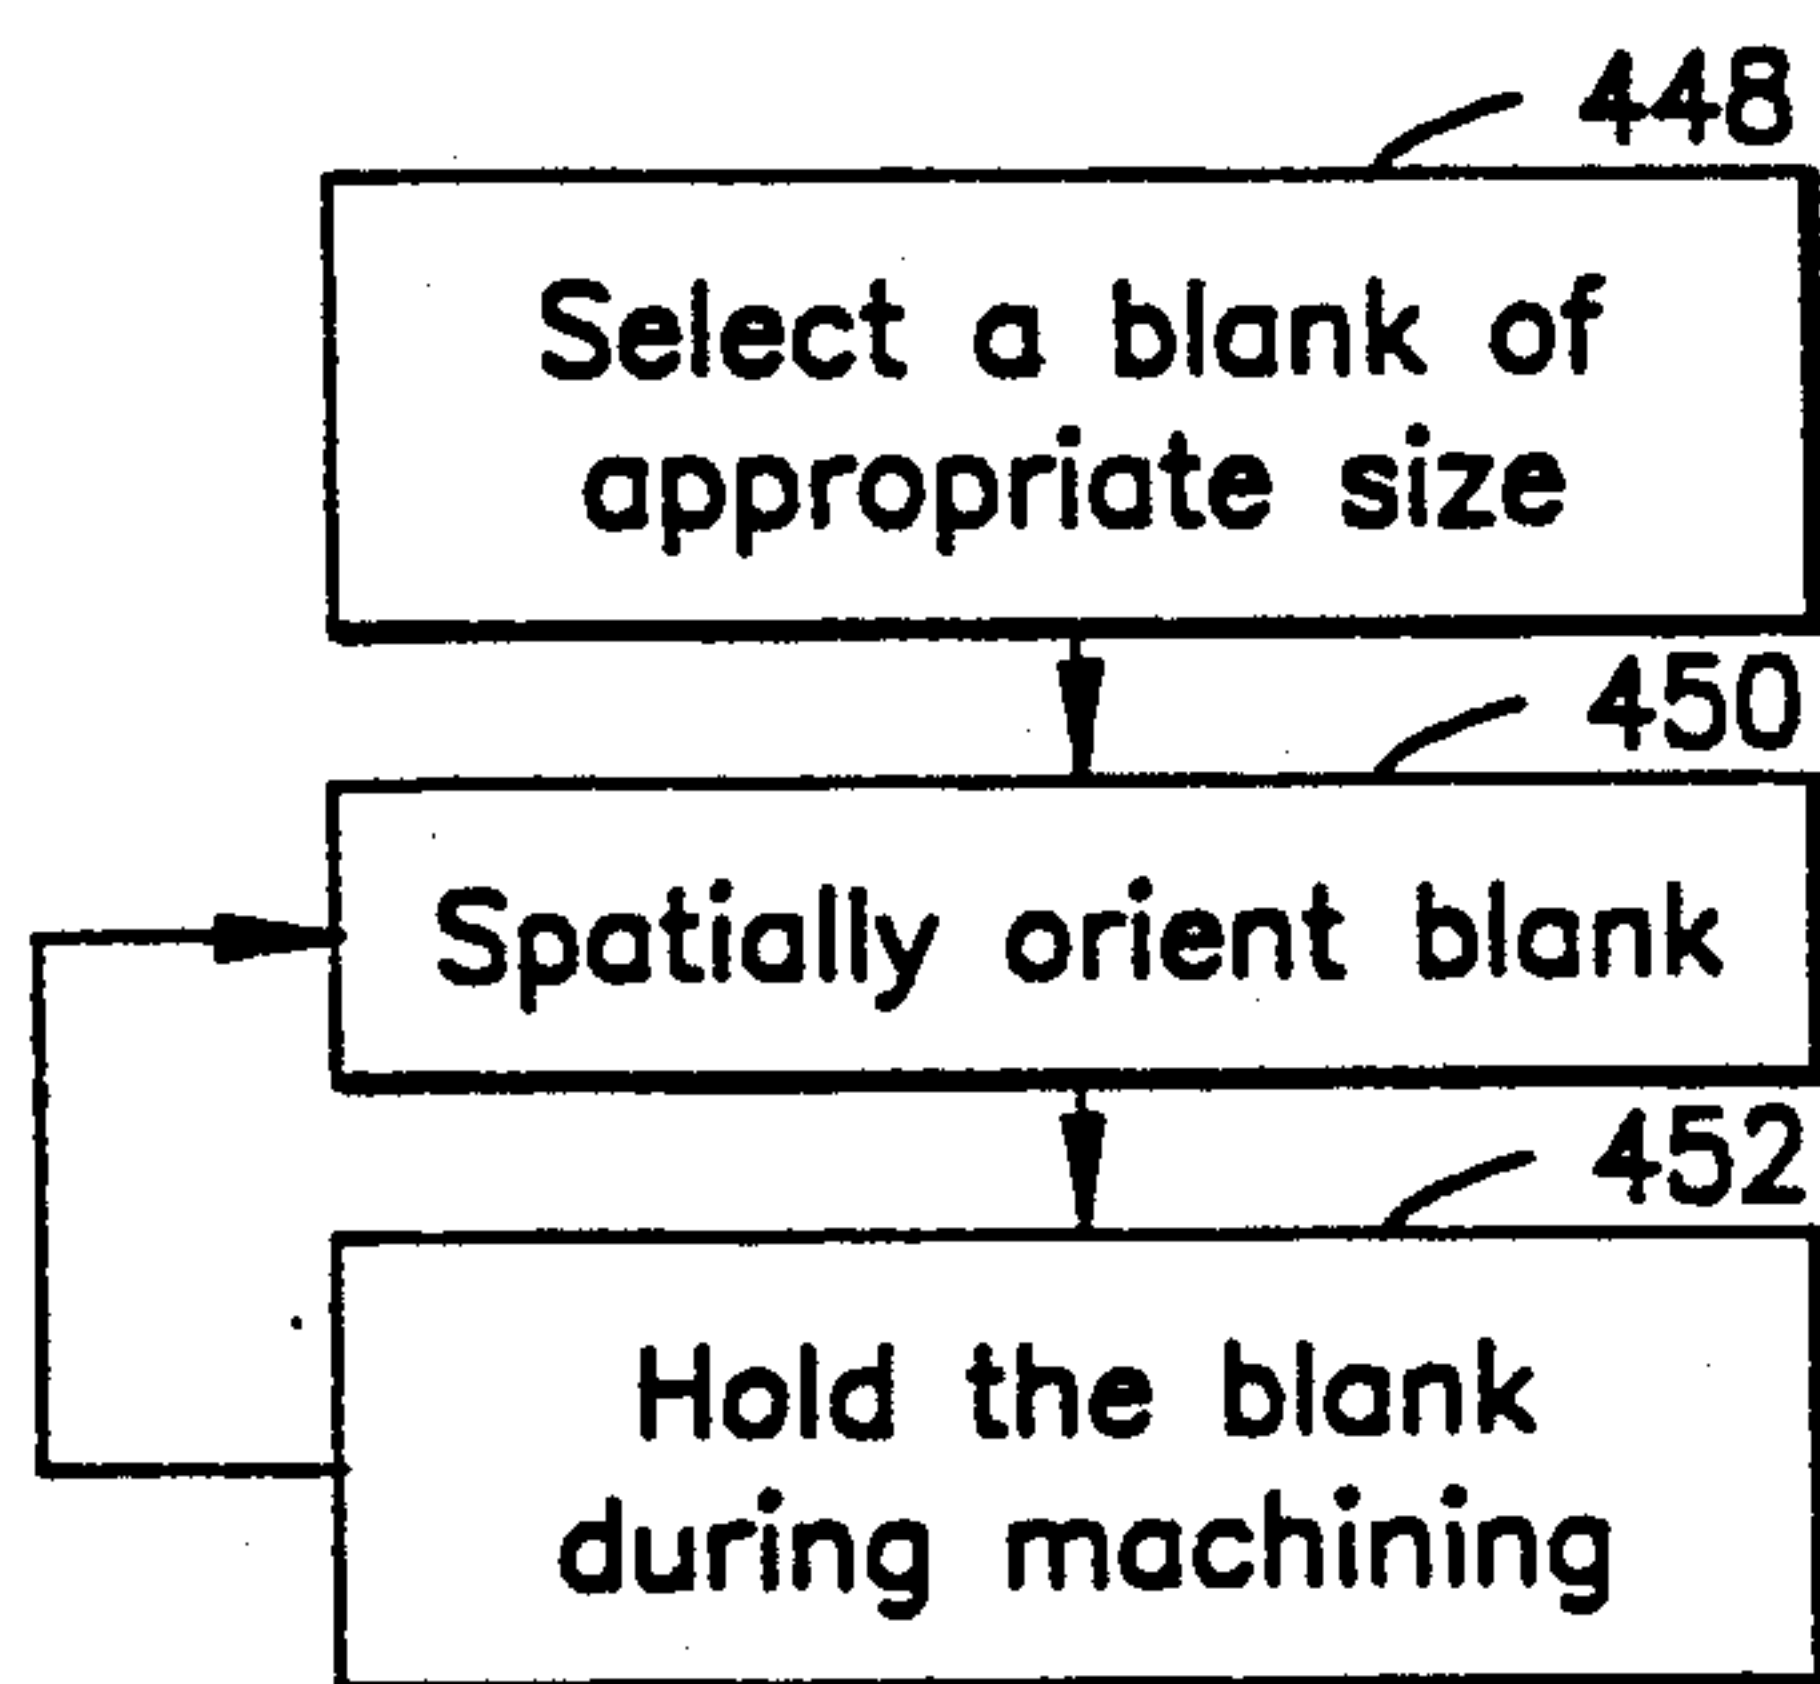 448
Select a blank of
appropriate size
450
Spatially orient blank
452
Hold the blank
during machining